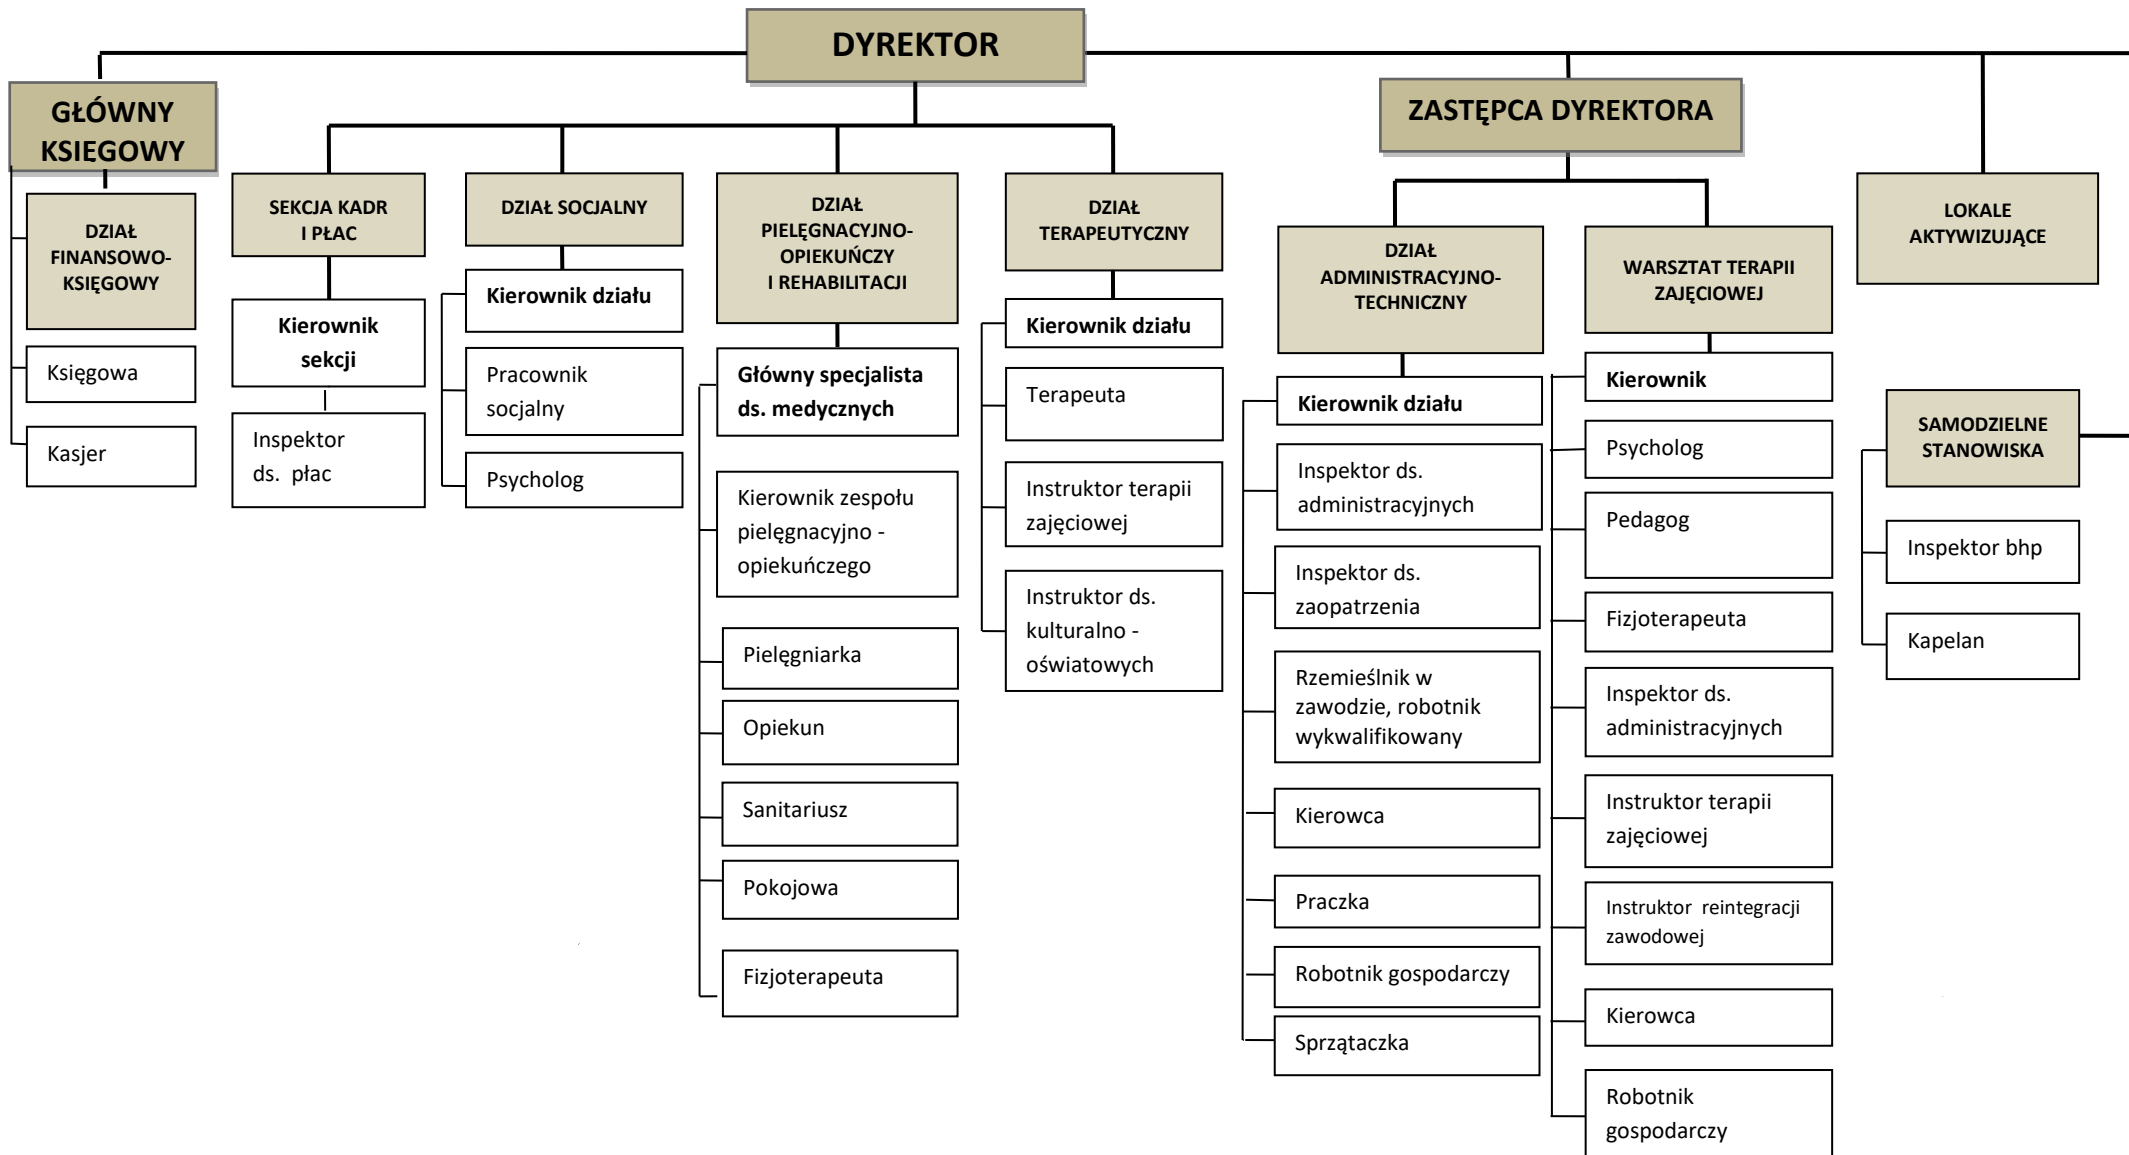 DYREKTOR
GŁÓWNY
KSIĘGOWY
DZIAŁ
FINANSOWO-
KSIĘGOWY
Księgowa
Kasjer
SEKCJA KADR
I PŁAC
Kierownik
sekcji
Inspektor
ds. płac
DZIAŁ SOCJALNY
Kierownik działu
Pracownik
socjalny
Psycholog
DZIAŁ
PIELĘGNACYJNO-
OPIEKUŃCZY
I REHABILITACJI
Główny specjalista
ds. medycznych
Kierownik zespołu
pielęgnacyjno -
opiekuńczego
Pielęgniarka
Opiekun
Sanitariusz
Pokojowa
Fizjoterapeuta
DZIAŁ
TERAPEUTYCZNY
Kierownik działu
Terapeuta
Instruktor terapii
zajęciowej
Instruktor ds.
kulturalno -
oświatowych
ZASTĘPCA DYREKTORA
DZIAŁ
ADMINISTRACYJNO-
TECHNICZNY
Kierownik działu
Inspektor ds.
administracyjnych
Inspektor ds.
zaopatrzenia
Rzemieślnik w
zawodzie, robotnik
wykwalifikowany
Kierowca
Praczka
Robotnik gospodarczy
Sprzątaczka
WARSZTAT TERAPII
ZAJĘCIOWEJ
Kierownik
Psycholog
Pedagog
Fizjoterapeuta
Inspektor ds.
administracyjnych
Instruktor terapii
zajęciowej
Instruktor reintegracji
zawodowej
Kierowca
Robotnik
gospodarczy
LOKALE
AKTYWIZUJĄCE
SAMODZIELNE
STANOWISKA
Inspektor bhp
Kapelan